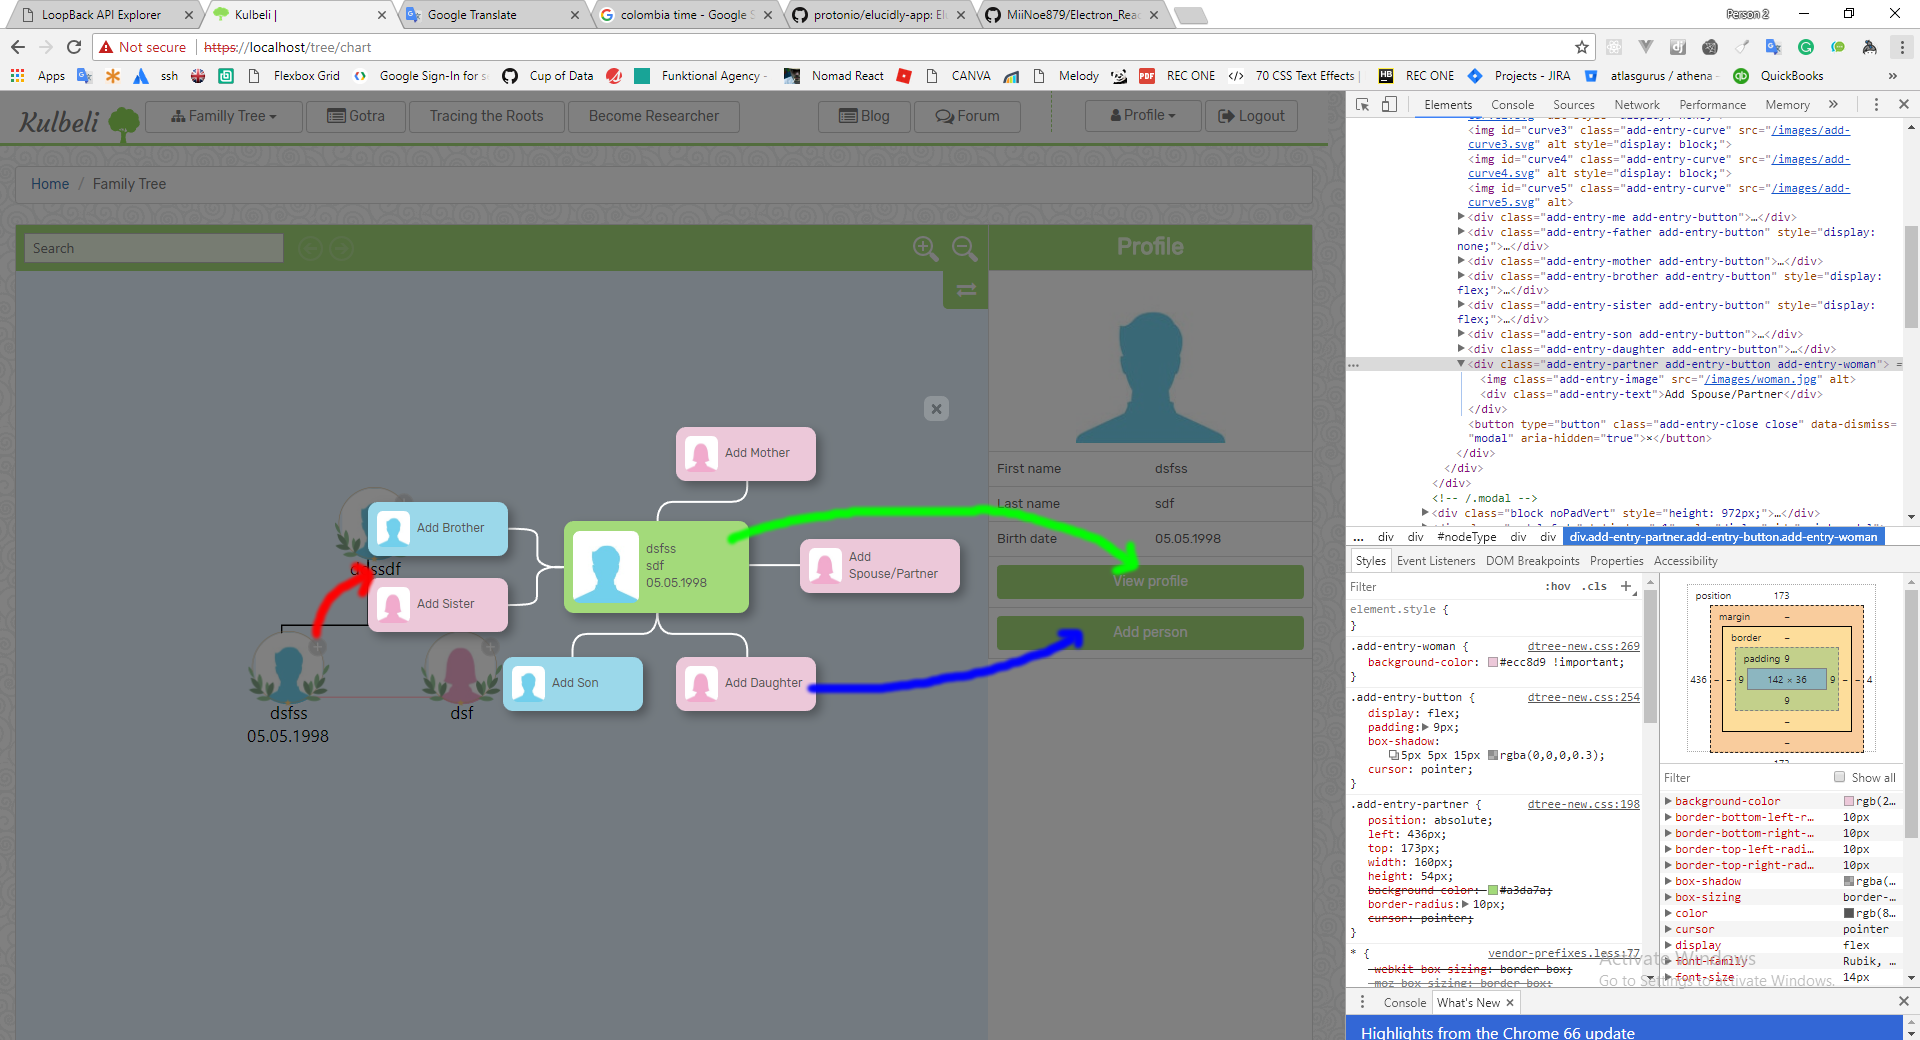 LoopBack API Explorer
Kulbeli |
Google Translate
colombia time - Google S
protonio/elucidly-app: El
MiiNoe879/Electron_Rea
Person 2
Not secure https://localhost/tree/chart
Apps
ssh
Flexbox Grid
Google Sign-In for s
Cup of Data
Funktional Agency -
Nomad React
CANVA
Melody
REC ONE
70 CSS Text Effects |
REC ONE
Projects - JIRA
atlasgurus / athena
QuickBooks
Kulbeli
Familly Tree
Gotra
Tracing the Roots
Become Researcher
Blog
Forum
Profile
Logout
Home / Family Tree
Search
Profile
First name dsfss
Last name sdf
Birth date 05.05.1998
View profile
Add person
Add Mother
Add Brother
Add Sister
dsfss
sdf
05.05.1998
Add
Spouse/Partner
Add Son
Add Daughter
dsfss
05.05.1998
dsf
Elements Console Sources Network Performance Memory
<img id="curve3" class="add-entry-curve" src="/images/add-
curve3.svg" alt style="display: block;">
<img id="curve4" class="add-entry-curve" src="/images/add-
curve4.svg" alt style="display: block;">
<img id="curve5" class="add-entry-curve" src="/images/add-
curve5.svg" alt>
<div class="add-entry-me add-entry-button">…</div>
<div class="add-entry-father add-entry-button" style="display:
none;">…</div>
<div class="add-entry-mother add-entry-button">…</div>
<div class="add-entry-brother add-entry-button" style="display:
flex;">…</div>
<div class="add-entry-sister add-entry-button" style="display:
flex;">…</div>
<div class="add-entry-son add-entry-button">…</div>
<div class="add-entry-daughter add-entry-button">…</div>
<div class="add-entry-partner add-entry-button add-entry-woman"> =
<img class="add-entry-image" src="/images/woman.jpg" alt>
<div class="add-entry-text">Add Spouse/Partner</div>
</div>
<button type="button" class="add-entry-close close" data-dismiss=
"modal" aria-hidden="true">×</button>
</div>
</div>
</div>
<!-- /.modal -->
<div class="block noPadVert" style="height: 972px;">…</div>
... div div #nodeType div div div.add-entry-partner.add-entry-button.add-entry-woman
Styles Event Listeners DOM Breakpoints Properties Accessibility
Filter :hov .cls +
element.style {
}
.add-entry-woman { dtree-new.css:269
background-color: #ecc8d9 !important;
}
.add-entry-button { dtree-new.css:254
display: flex;
padding: 9px;
box-shadow:
5px 5px 15px rgba(0,0,0,0.3);
cursor: pointer;
}
.add-entry-partner { dtree-new.css:198
position: absolute;
left: 436px;
top: 173px;
width: 160px;
height: 54px;
background-color: #a3da7a;
border-radius: 10px;
cursor: pointer;
}
* { vendor-prefixes.less:77
-webkit-box-sizing: border-box;
-moz-box-sizing: border-box;
position 173
margin –
border –
padding 9
436 – – 9 142 × 36 9 – – 4
9
–
–
173
Filter Show all
background-color rgb(2…
border-bottom-left-r… 10px
border-bottom-right-… 10px
border-top-left-radi… 10px
border-top-right-rad… 10px
box-shadow rgba(…
box-sizing border-…
color rgb(8…
cursor pointer
display flex
font-family Rubik, …
font-size 14px
Activate Windows
Go to Settings to activate Windows.
Console What's New ×
Highlights from the Chrome 66 update